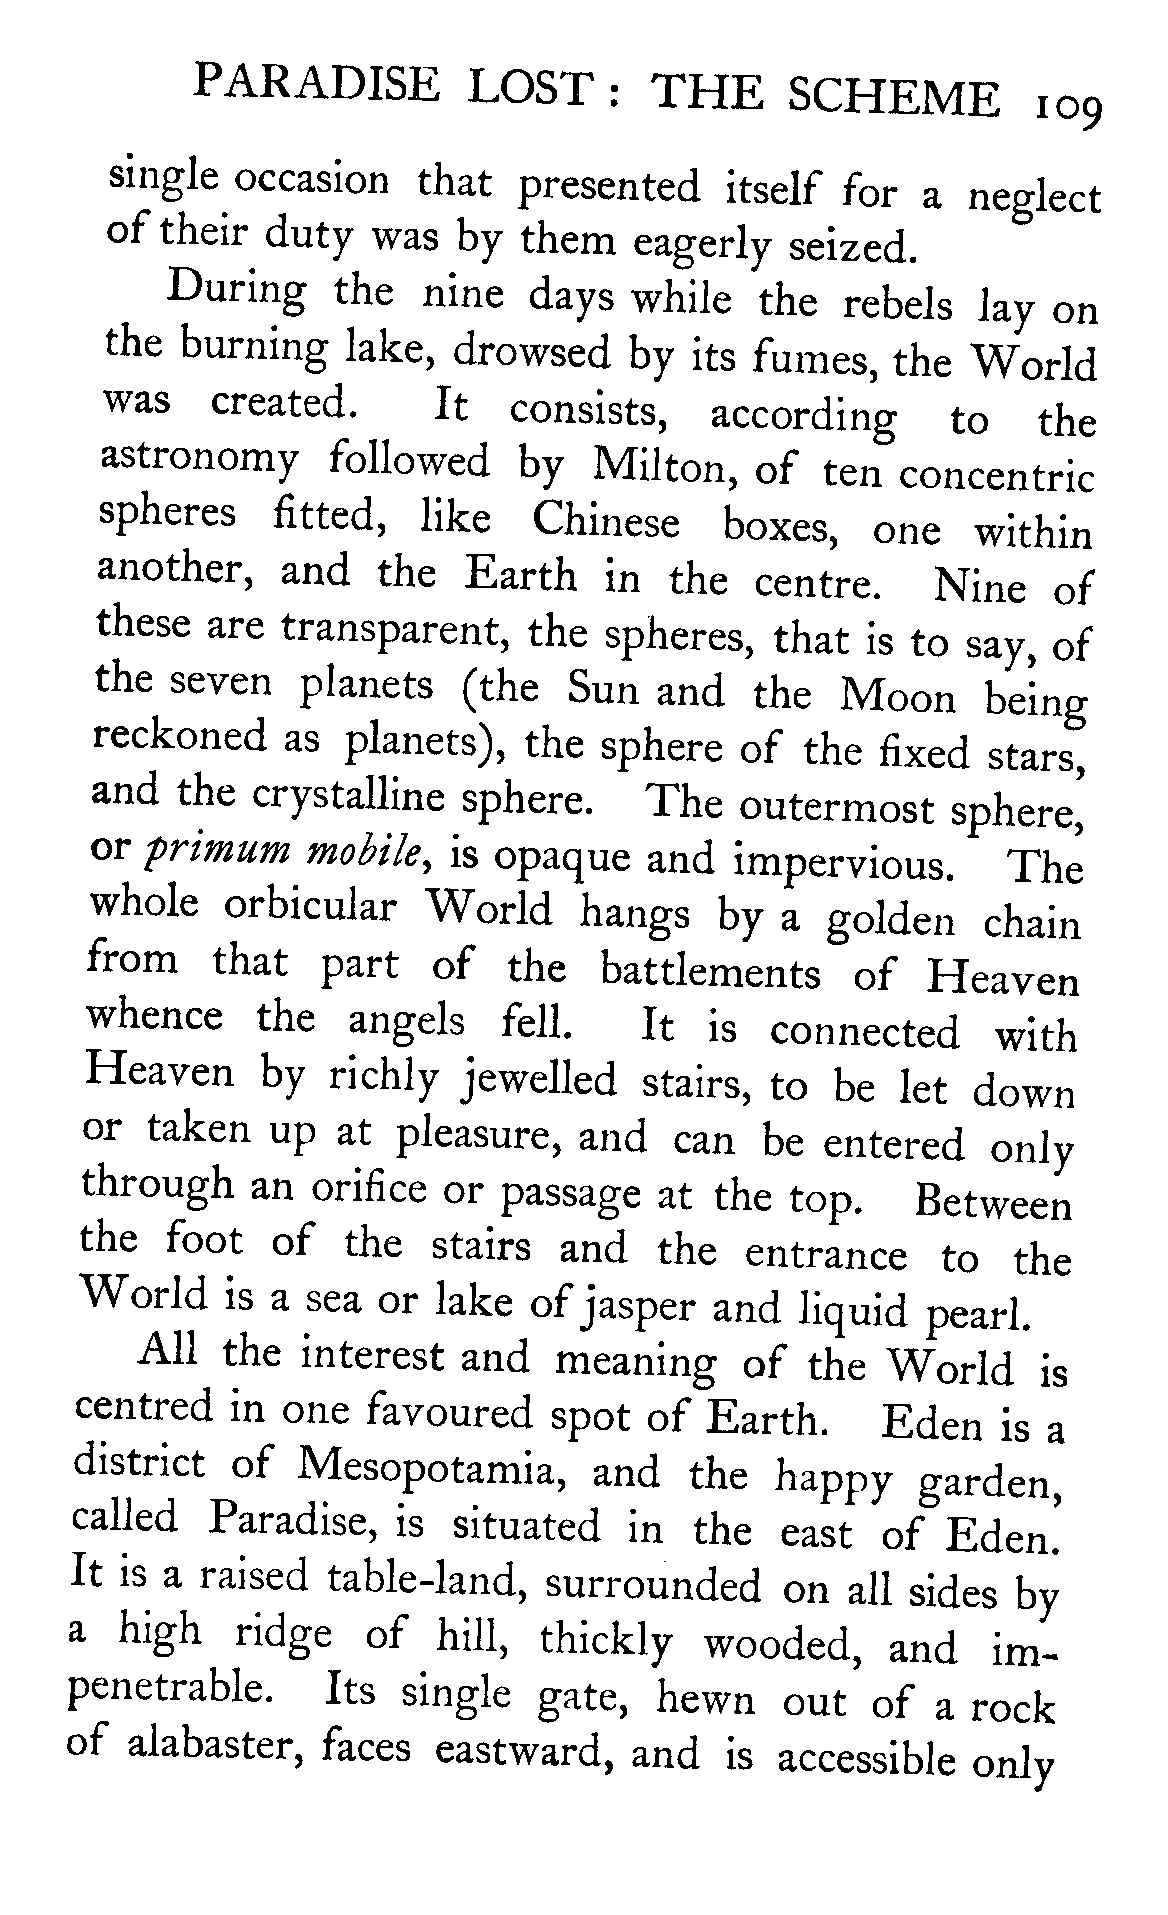 PARADISE LOST: THE SCHEME 109
single occasion that presented itself for a neglect
of their duty was by them eagerly seized.
During the nine days while the rebels lay on
the burning lake, drowsed by its fumes, the World
was created. It consists, according to the
astronomy followed by Milton, of ten concentric
spheres fitted, like Chinese boxes, one within
another, and the Earth in the centre. Nine of
these are transparent, the spheres, that is to say, of
the seven planets (the Sun and the Moon being
reckoned as planets), the sphere of the fixed stars,
and the crystalline sphere. The outermost sphere,
or primum mobile, is opaque and impervious. The
whole orbicular World hangs by a golden chain
from that part of the battlements of Heaven
whence the angels fell. It is connected with
Heaven by richly jewelled stairs, to be let down
or taken up at pleasure, and can be entered only
through an orifice or passage at the top. Between
the foot of the stairs and the entrance to the
World is a sea or lake of jasper and liquid pearl.
All the interest and meaning of the World is
centred in one favoured spot of Earth. Eden is a
district of Mesopotamia, and the happy garden,
called Paradise, is situated in the east of Eden.
It is a raised table-land, surrounded on all sides by
a high ridge of hill, thickly wooded, and im-
penetrable. Its single gate, hewn out of a rock
of alabaster, faces eastward, and is accessible only